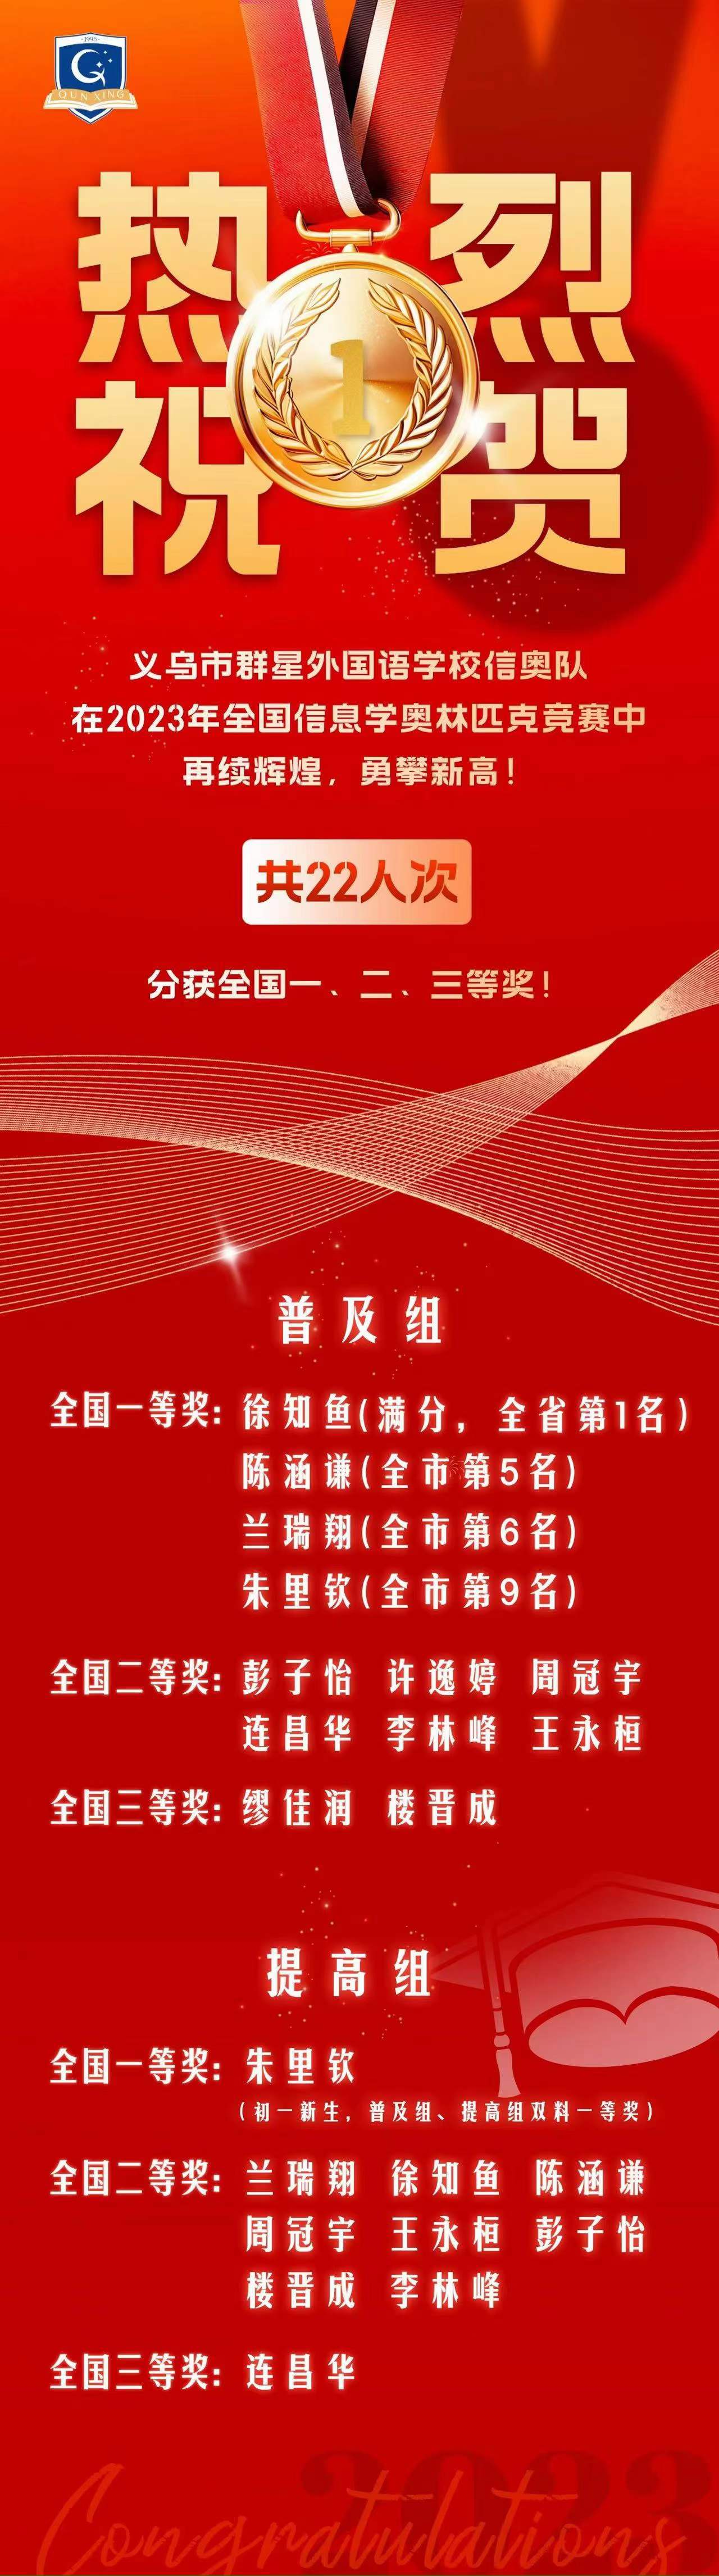 1995
QUN XING
热烈
祝贺
1
义乌市群星外国语学校信奥队
在2023年全国信息学奥林匹克竞赛中
再续辉煌，勇攀新高！
共22人次
分获全国一、二、三等奖！
普及组
全国一等奖：徐知鱼(满分，全省第1名)
陈涵谦(全市第5名)
兰瑞翔(全市第6名)
朱里钦(全市第9名)
全国二等奖：彭子怡 许逸婷 周冠宇
连昌华 李林峰 王永桓
全国三等奖：缪佳润 楼晋成
提高组
全国一等奖：朱里钦
(初一新生，普及组、提高组双料一等奖)
全国二等奖：兰瑞翔 徐知鱼 陈涵谦
周冠宇 王永桓 彭子怡
楼晋成 李林峰
全国三等奖：连昌华
2023
Congratulations